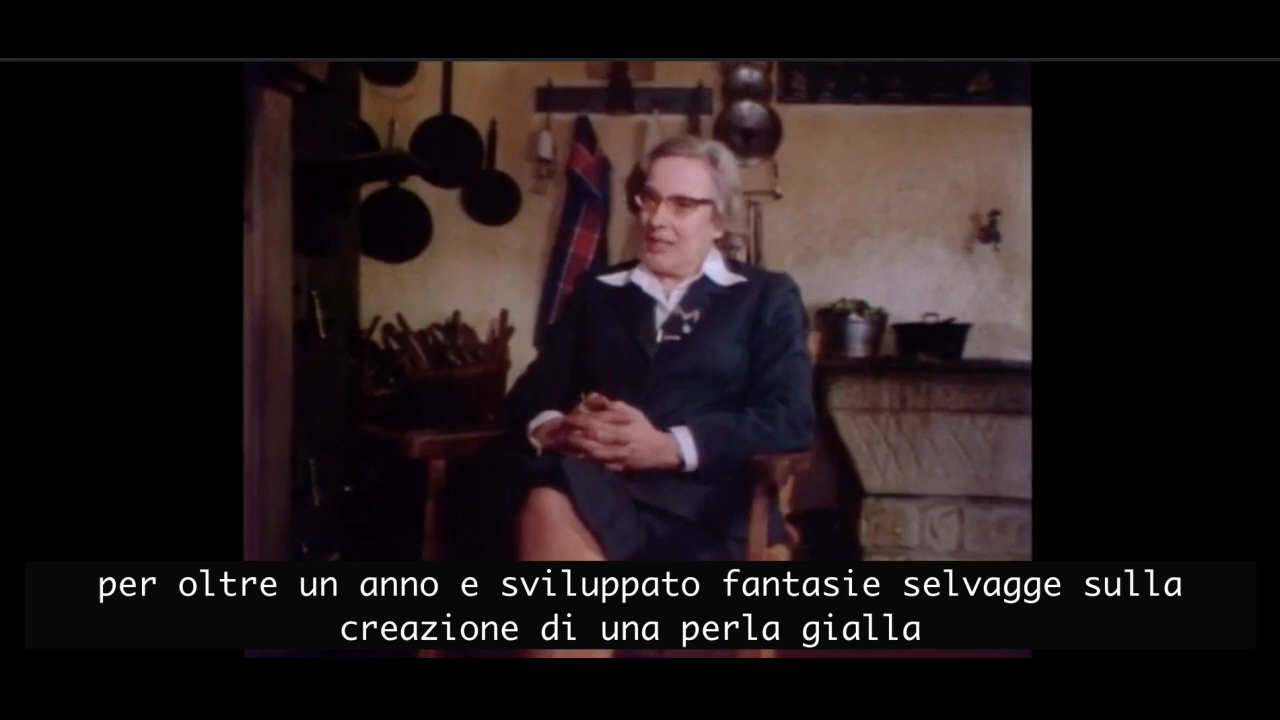 per oltre un anno e sviluppato fantasie selvagge sulla
creazione di una perla gialla